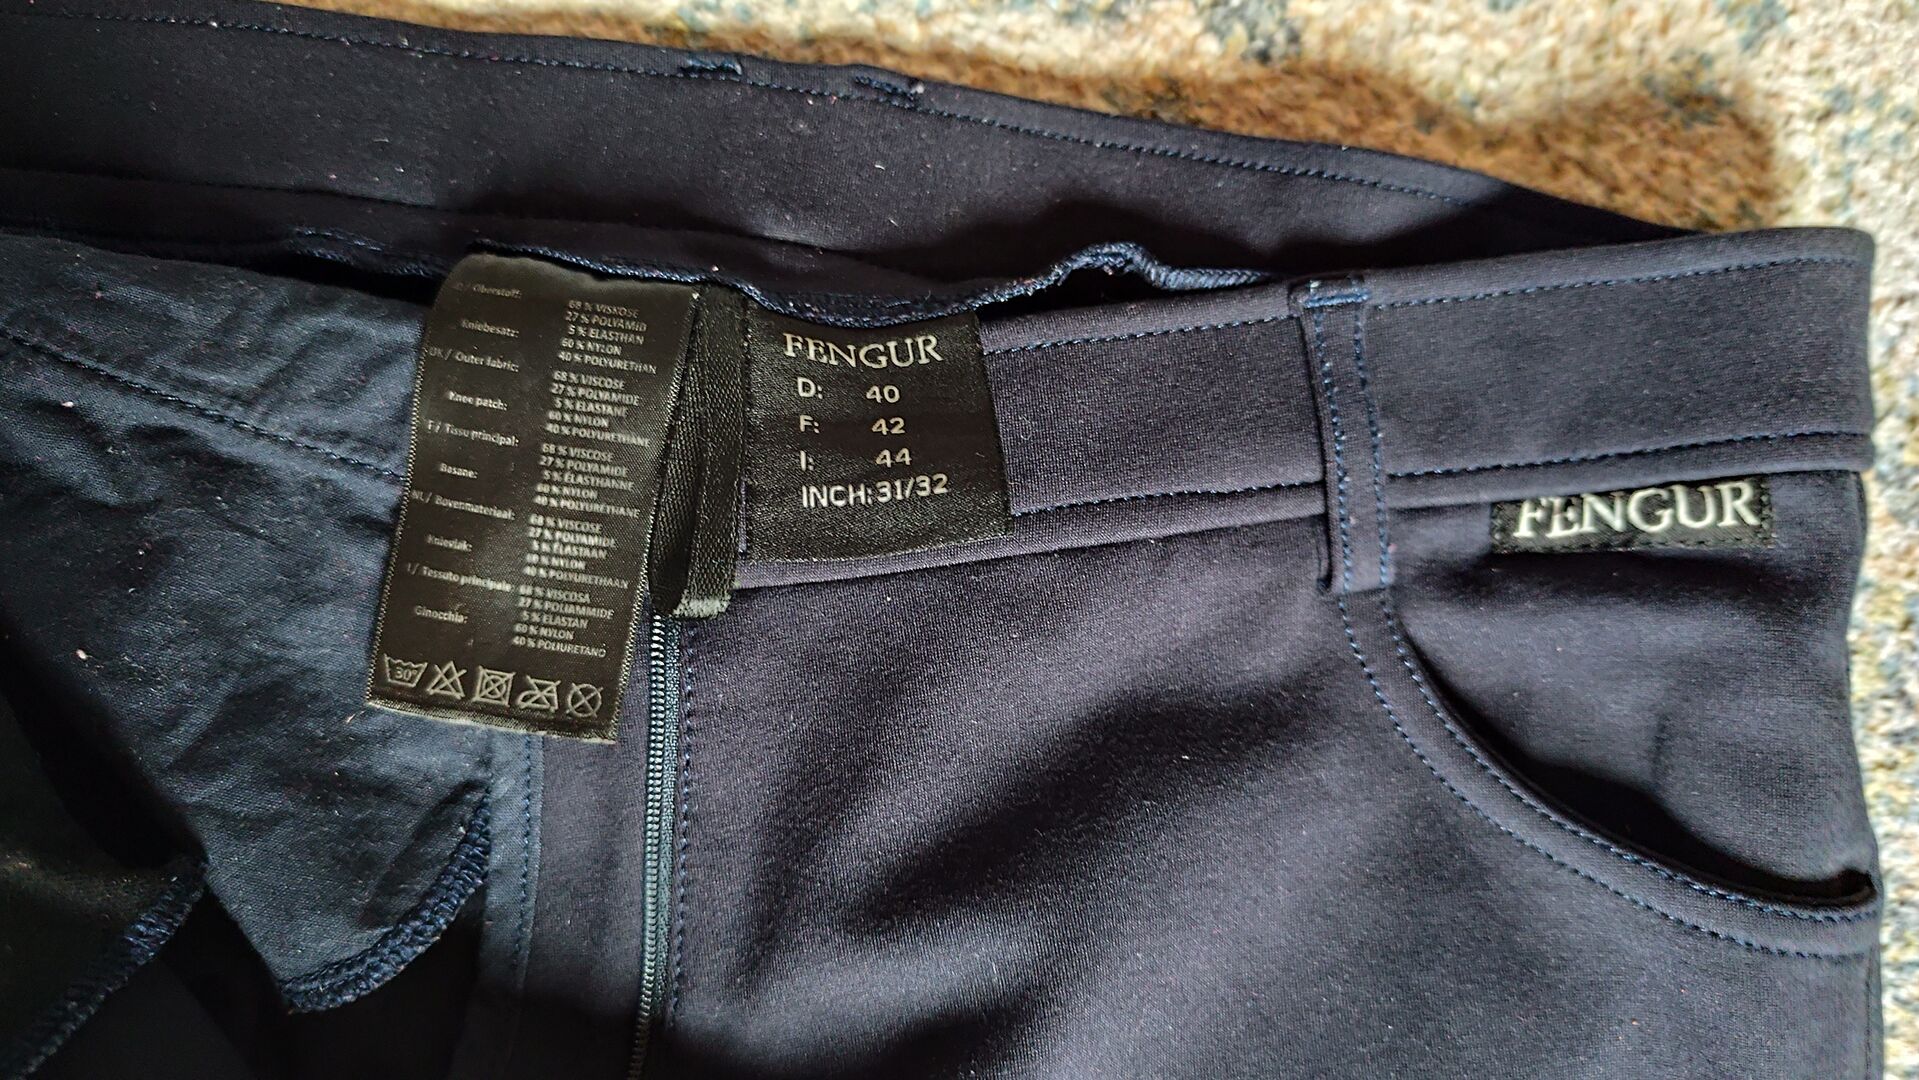 D / Oberstoff: 68 % VISKOSE
27 % POLYAMID
5 % ELASTHAN
Kniebesatz: 60 % NYLON
40 % POLYURETHAN
UK / Outer fabric: 68 % VISCOSE
27 % POLYAMIDE
5 % ELASTANE
Knee patch: 60 % NYLON
40 % POLYURETHANE
F / Tissu principal: 68 % VISCOSE
27 % POLYAMIDE
5 % ELASTHANNE
Basane: 60 % NYLON
40 % POLYURETHANE
NL / Bovenmateriaal: 68 % VISCOSE
27 % POLYAMIDE
5 % ELASTAAN
60 % NYLON
40 % POLYURETHAAN
I / Tessuto principale 68 % VISCOSA
27 % POLIAMMIDE
5 % ELASTAN
Ginocchia: 60 % NYLON
40 % POLIURETANO
30°
FENGUR
D: 40
F: 42
I: 44
INCH: 31/32
FENGUR